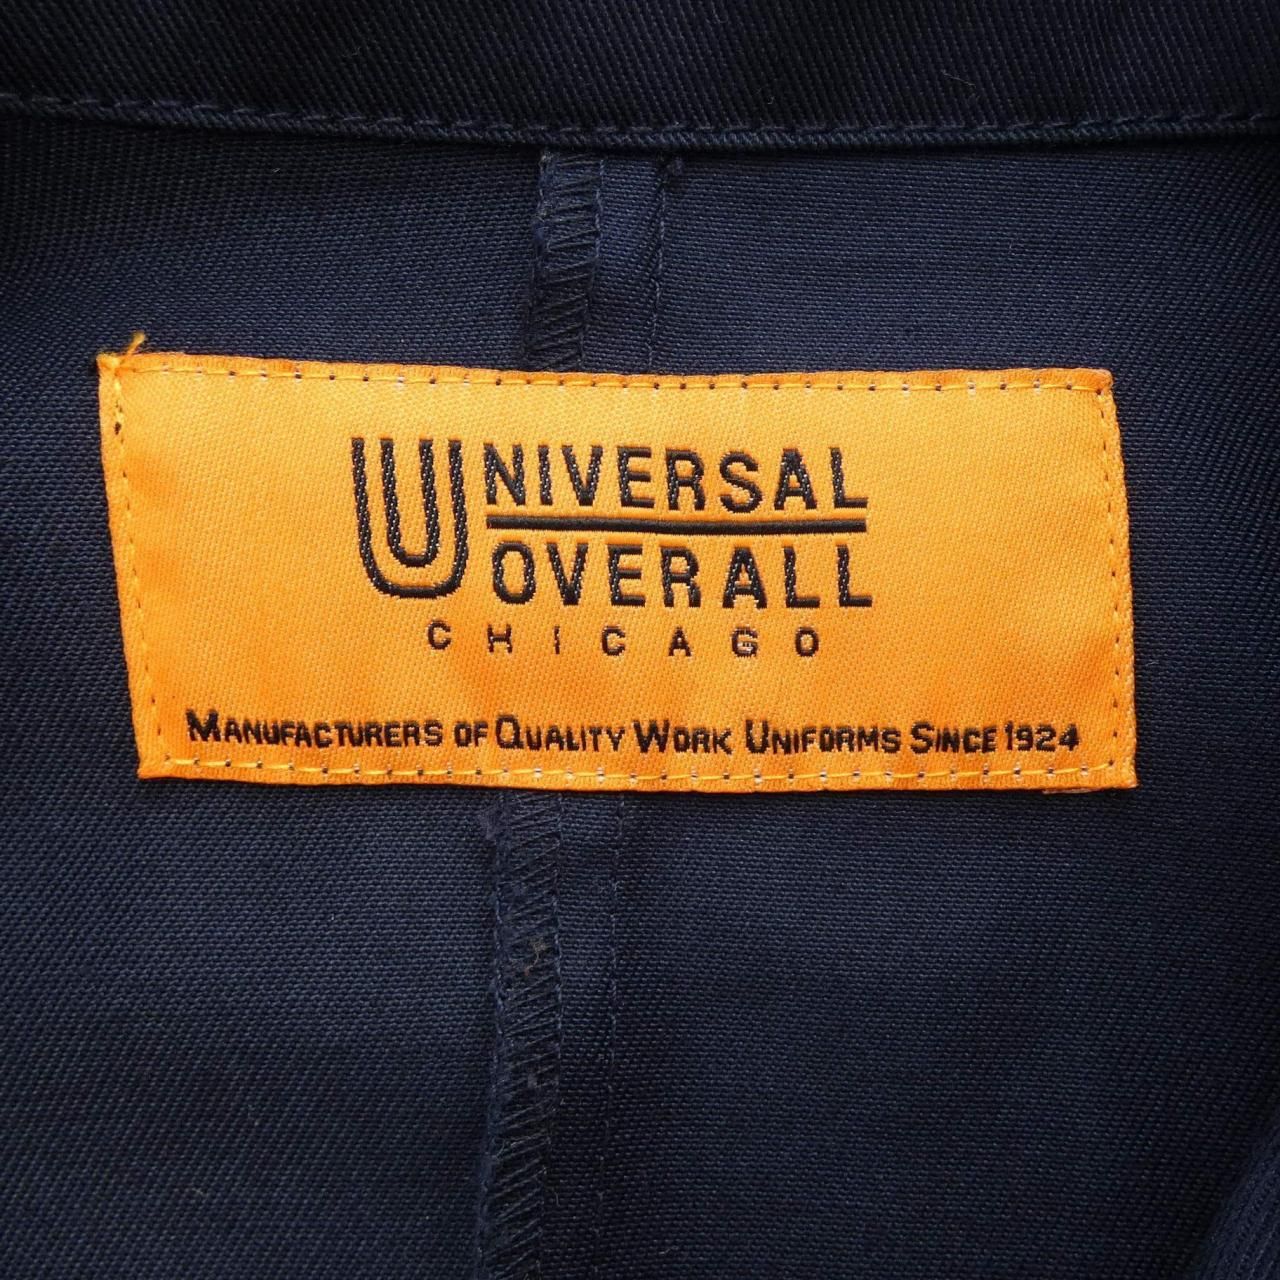 UNIVERSAL
OVERALL
CHICAGO
MANUFACTURERS OF QUALITY WORK UNIFORMS SINCE 1924